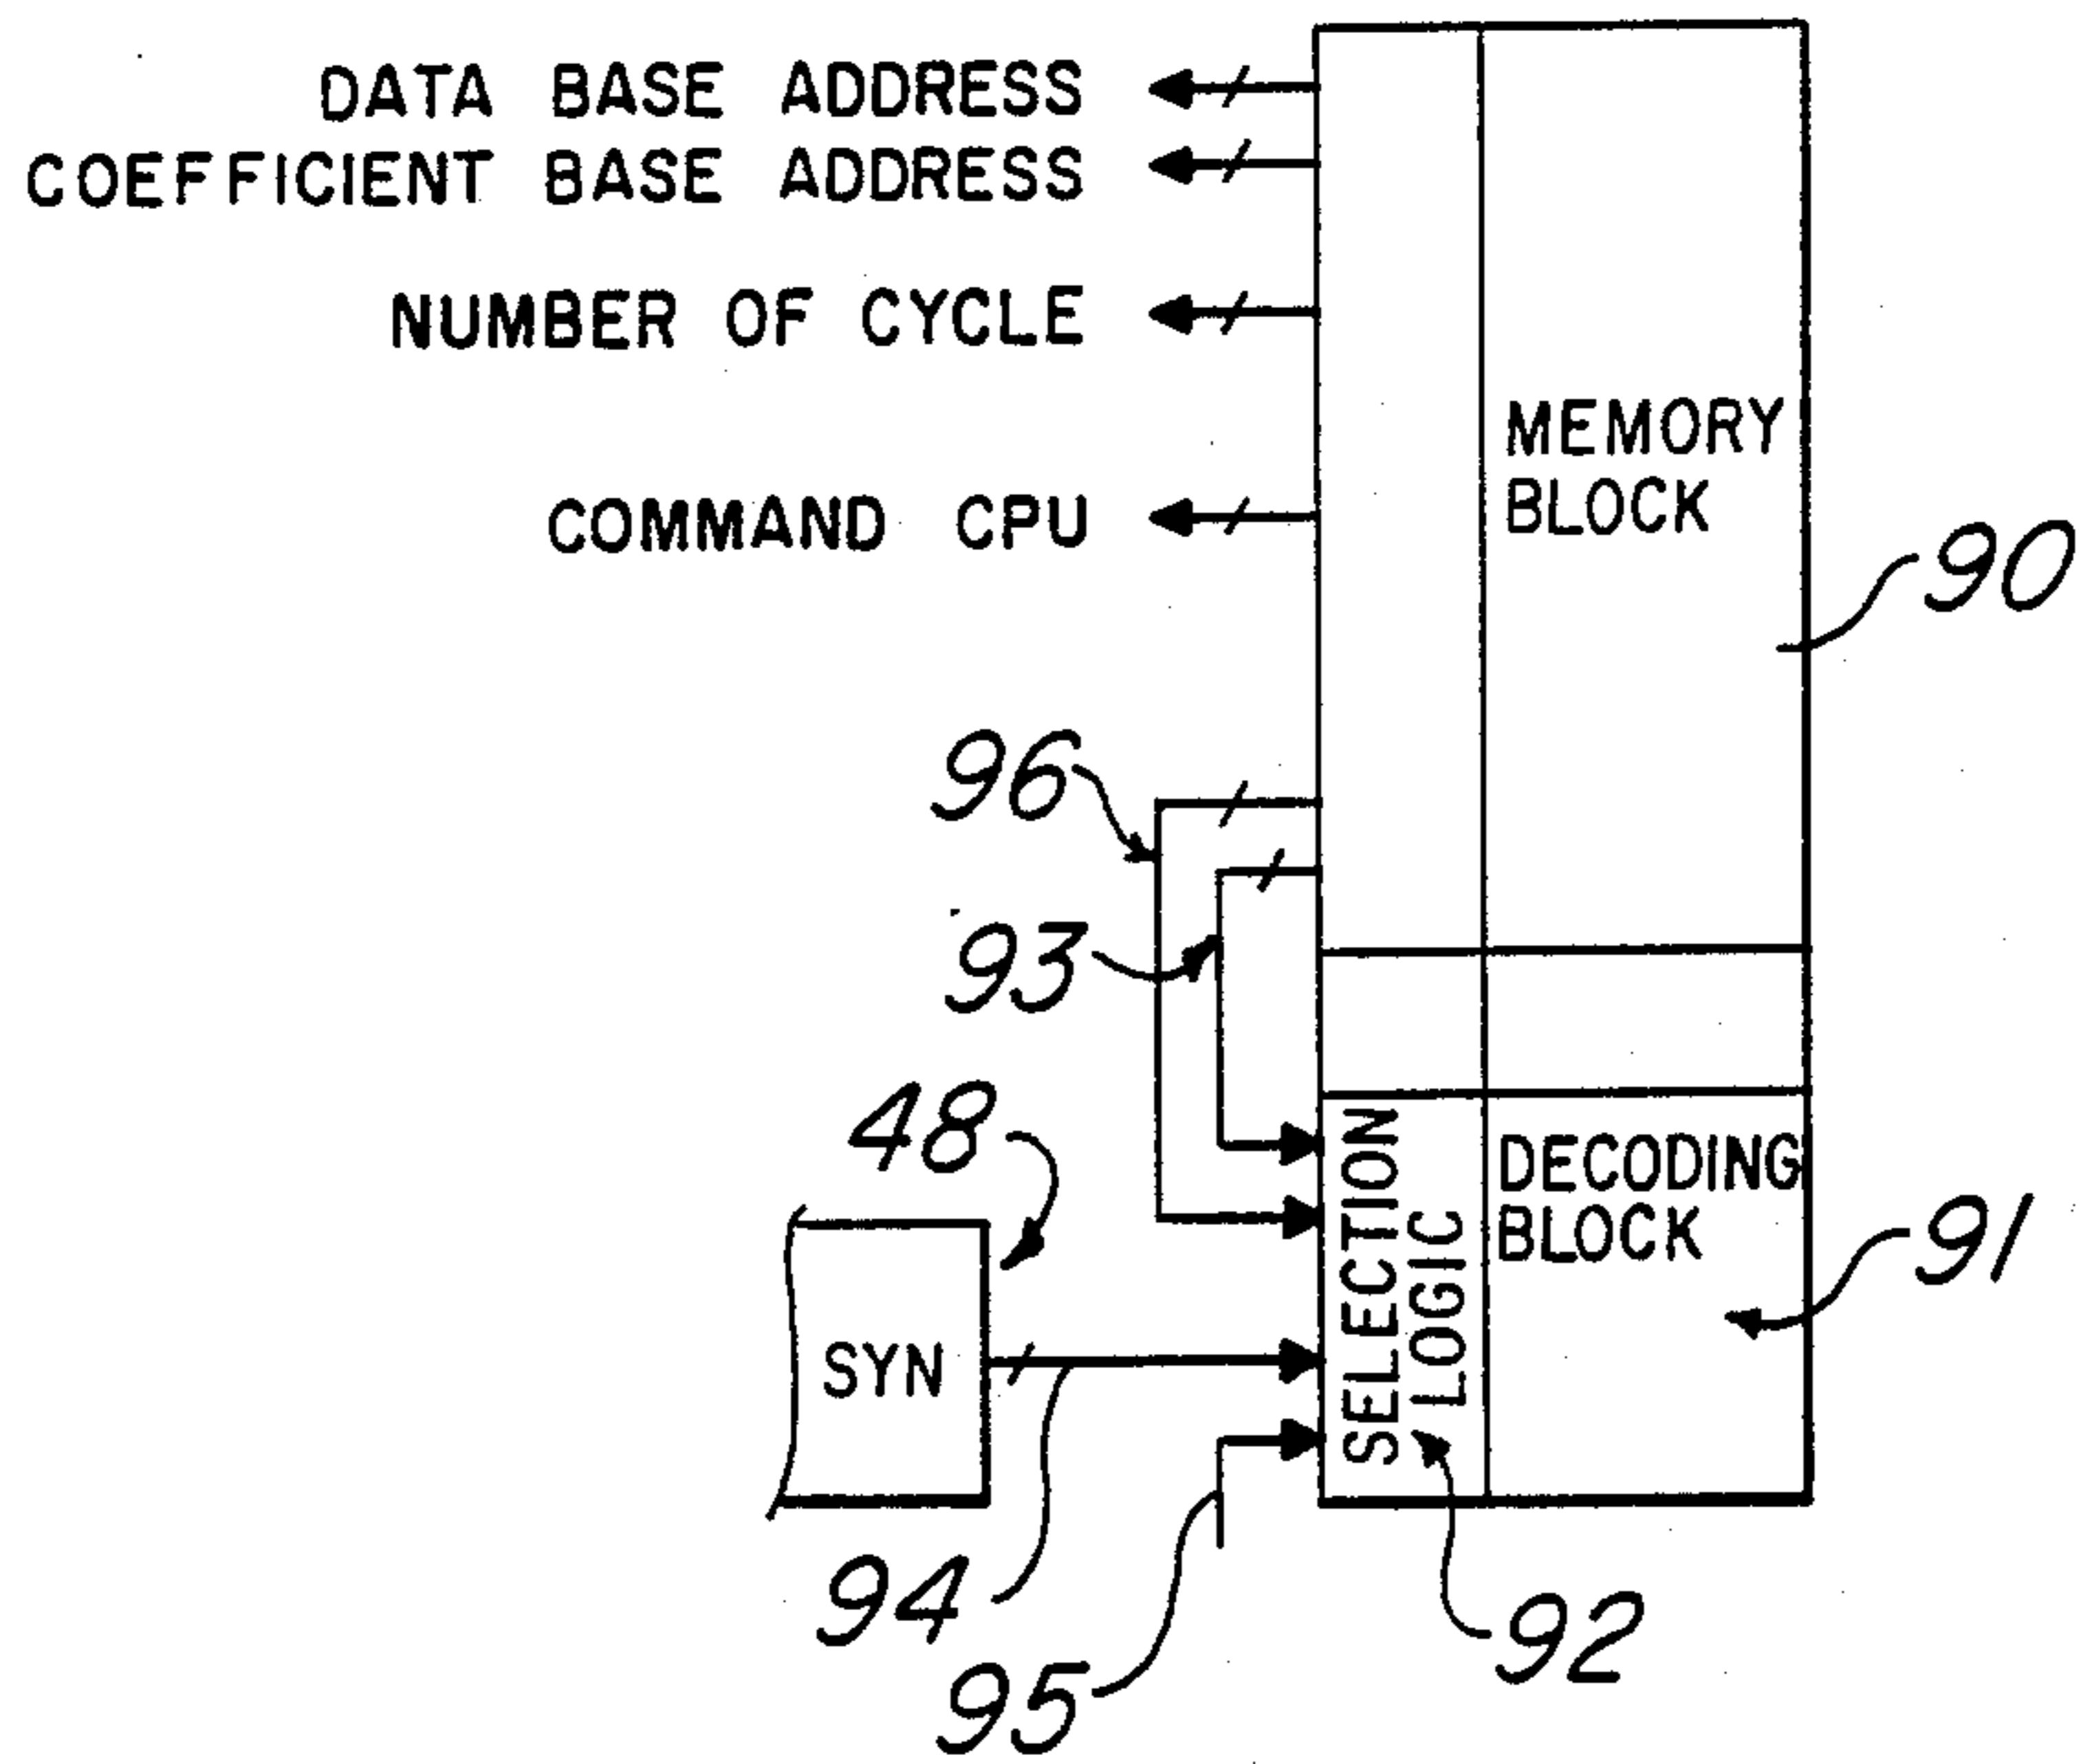 DATA BASE ADDRESS
COEFFICIENT BASE ADDRESS
NUMBER OF CYCLE
MEMORY
BLOCK
COMMAND CPU
90
96
93
48
SELECTION
LOGIC
DECODING
BLOCK
91
SYN
94
95
92